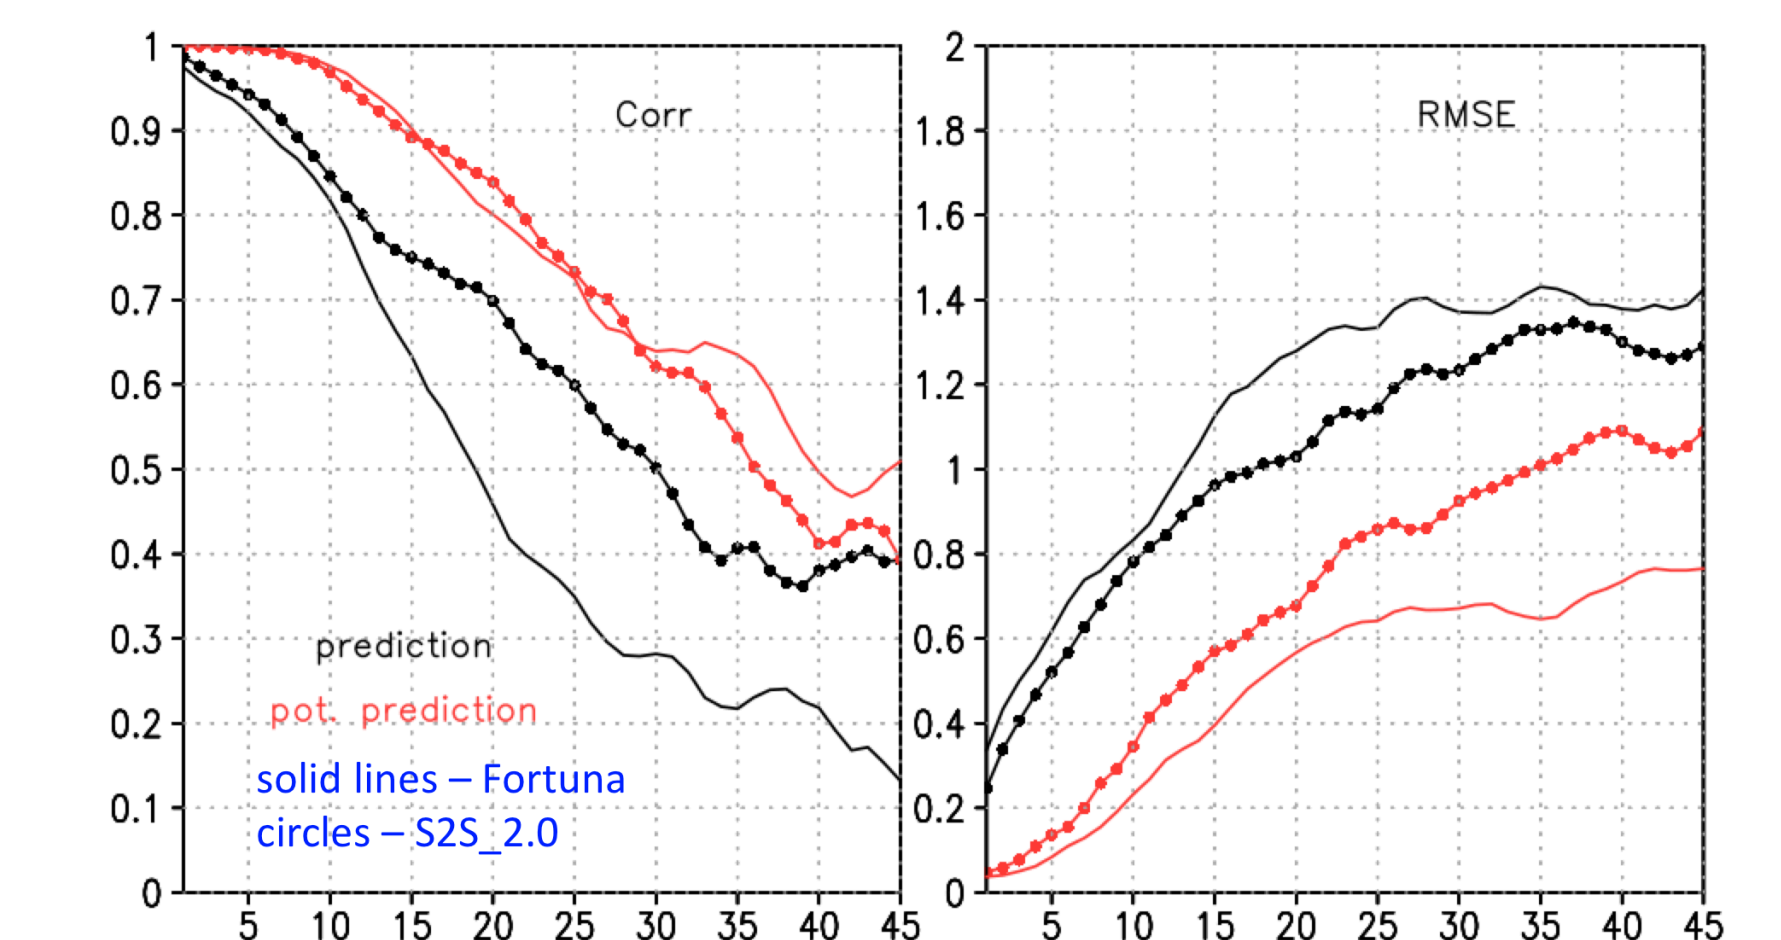 Corr
1
0.9
0.8
0.7
0.6
0.5
0.4
0.3
0.2
0.1
0
prediction
pot. prediction
solid lines – Fortuna
circles – S2S_2.0
5 10 15 20 25 30 35 40 45
RMSE
2
1.8
1.6
1.4
1.2
1
0.8
0.6
0.4
0.2
0
5 10 15 20 25 30 35 40 45